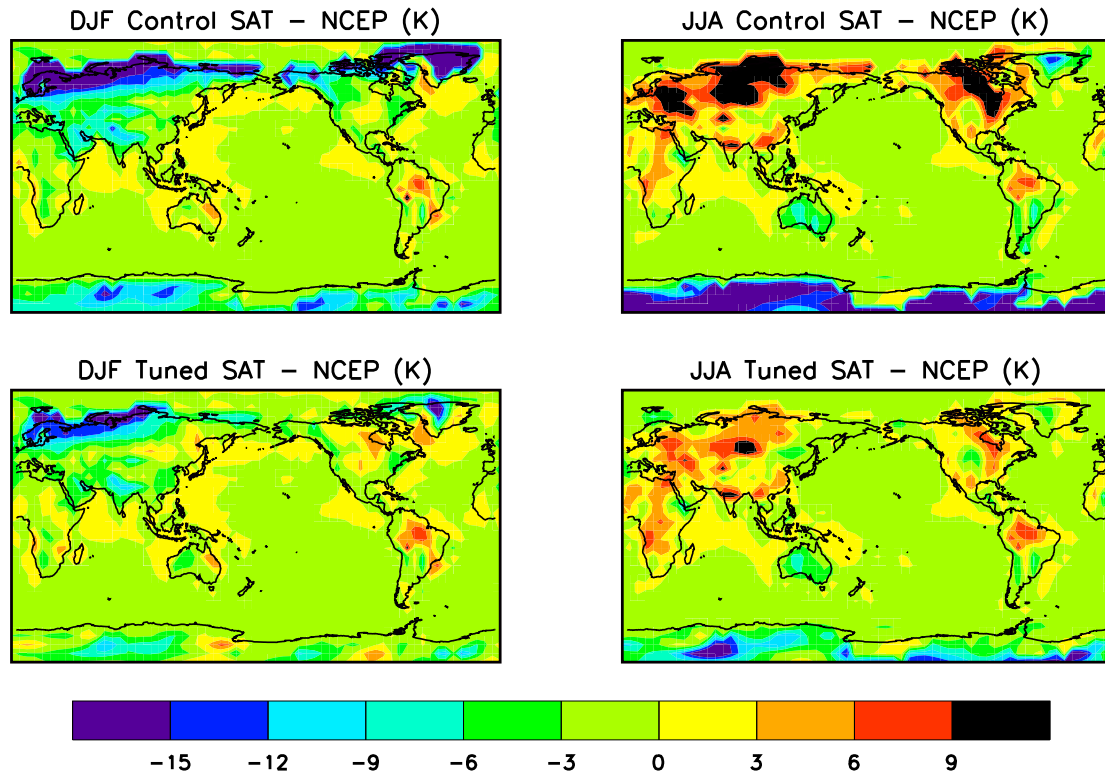 DJF Control SAT – NCEP (K)
JJA Control SAT – NCEP (K)
DJF Tuned SAT – NCEP (K)
JJA Tuned SAT – NCEP (K)
−15 −12 −9 −6 −3 0 3 6 9